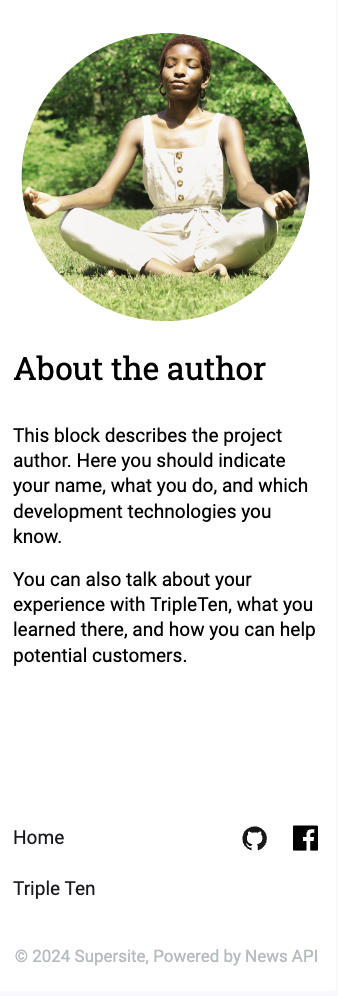 About the author
This block describes the project
author. Here you should indicate
your name, what you do, and which
development technologies you
know.
You can also talk about your
experience with TripleTen, what you
learned there, and how you can help
potential customers.
Home
Triple Ten
© 2024 Supersite, Powered by News API